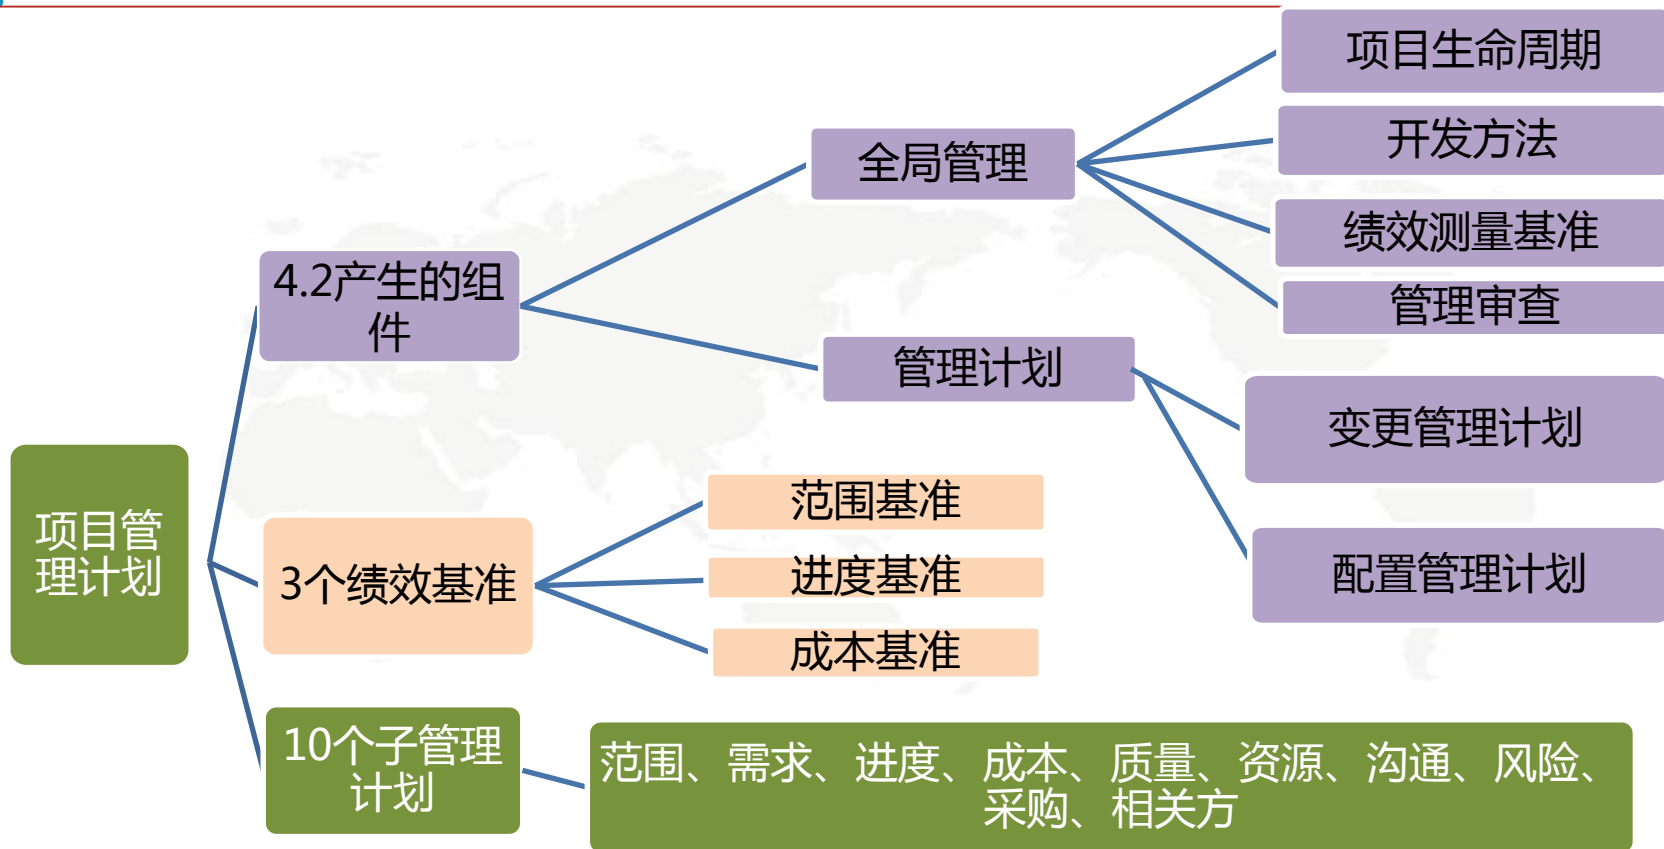 项目管
理计划
4.2产生的组
件
全局管理
项目生命周期
开发方法
绩效测量基准
管理审查
管理计划
变更管理计划
配置管理计划
3个绩效基准
范围基准
进度基准
成本基准
10个子管理
计划
范围、需求、进度、成本、质量、资源、沟通、风险、
采购、相关方